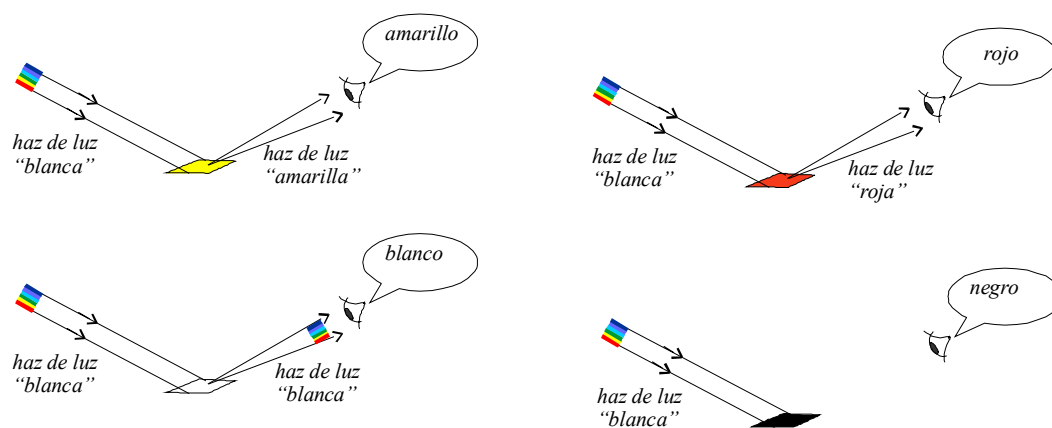 amarillo
haz de luz
“blanca”
haz de luz
“amarilla”
rojo
haz de luz
“blanca”
haz de luz
“roja”
blanco
haz de luz
“blanca”
haz de luz
“blanca”
negro
haz de luz
“blanca”